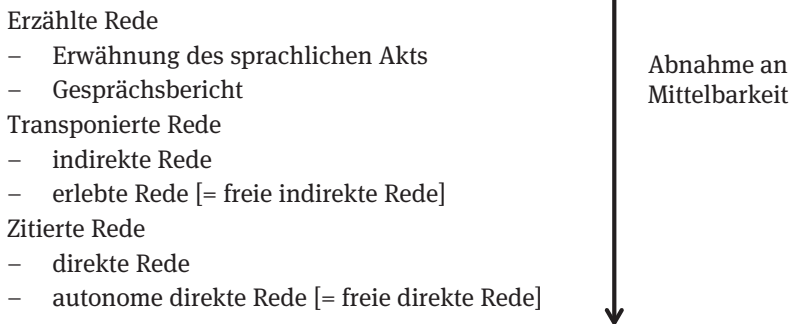 Erzählte Rede
– Erwähnung des sprachlichen Akts
– Gesprächsbericht
Transponierte Rede
– indirekte Rede
– erlebte Rede [= freie indirekte Rede]
Zitierte Rede
– direkte Rede
– autonome direkte Rede [= freie direkte Rede]
Abnahme an
Mittelbarkeit